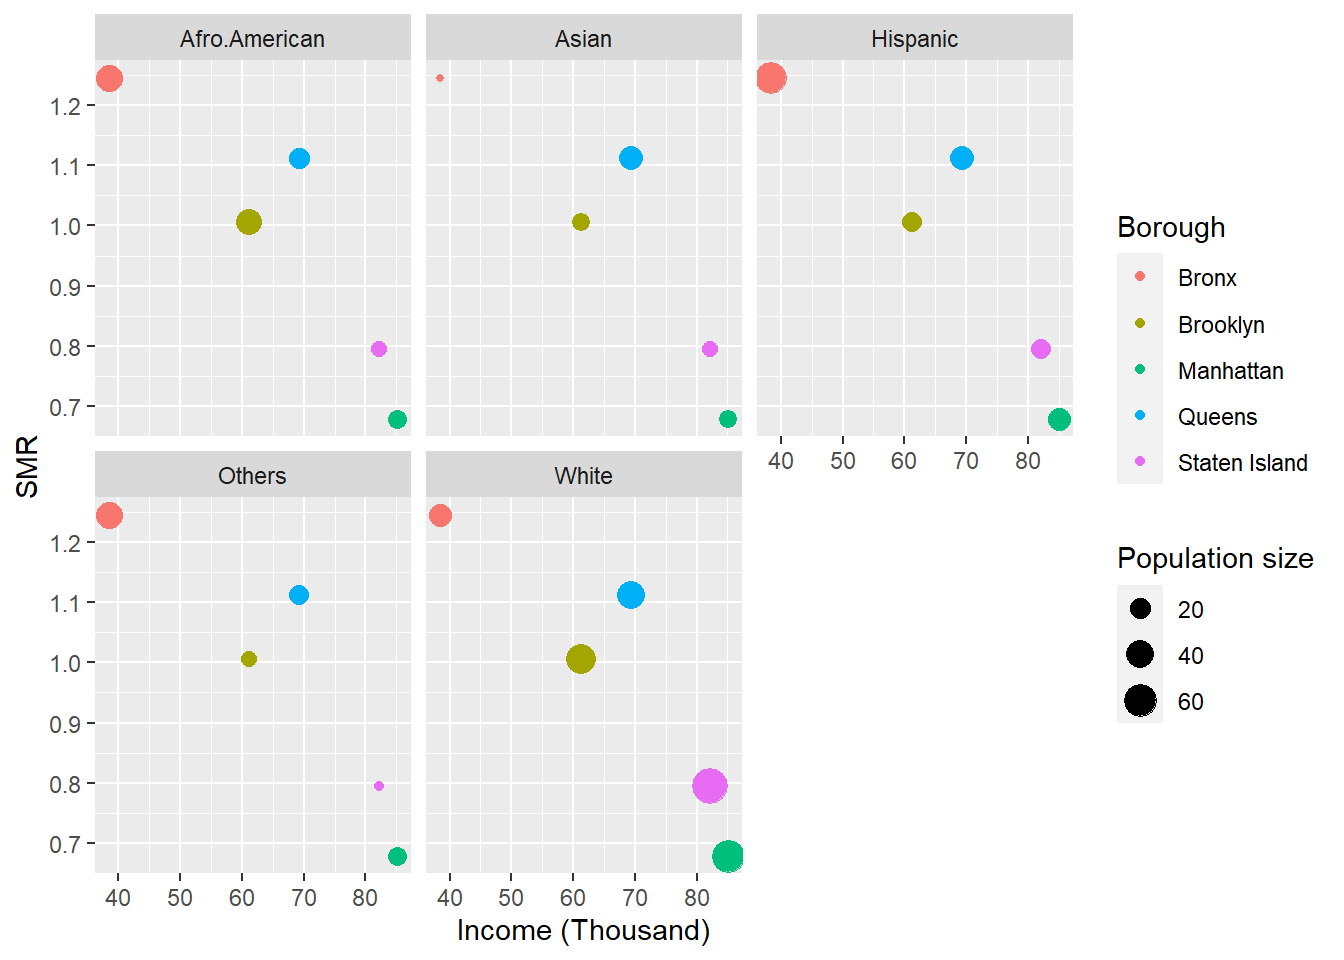 Afro.American Asian Hispanic
1.2
1.1
1.0
0.9
0.8
0.7
40 50 60 70 80
Others White
1.2
1.1
1.0
0.9
0.8
0.7
40 50 60 70 80 40 50 60 70 80
Income (Thousand)
SMR
Borough
Bronx
Brooklyn
Manhattan
Queens
Staten Island
Population size
20
40
60